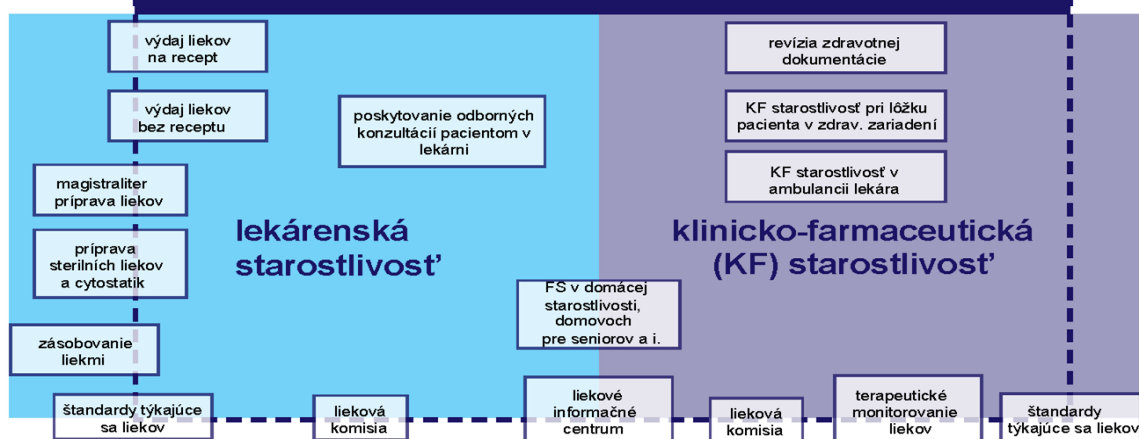 výdaj liekov
na recept
výdaj liekov
bez receptu
magistraliter
príprava liekov
príprava
sterilních liekov
a cytostatik
zásobovanie
liekmi
štandardy týkajúce
sa liekov
poskytovanie odborných
konzultácií pacientom v
lekárni
lekárenská
starostlivosť
lieková
komisia
FS v domácej
starostlivosti,
domovoch
pre seniorov a i.
liekové
informačné
centrum
revízia zdravotnej
dokumentácie
KF starostlivosť pri lôžku
pacienta v zdrav. zariadení
KF starostlivosť v
ambulancii lekára
klinicko-farmaceutická
(KF) starostlivosť
lieková
komisia
terapeutické
monitorovanie
liekov
štandardy
týkajúce sa liekov